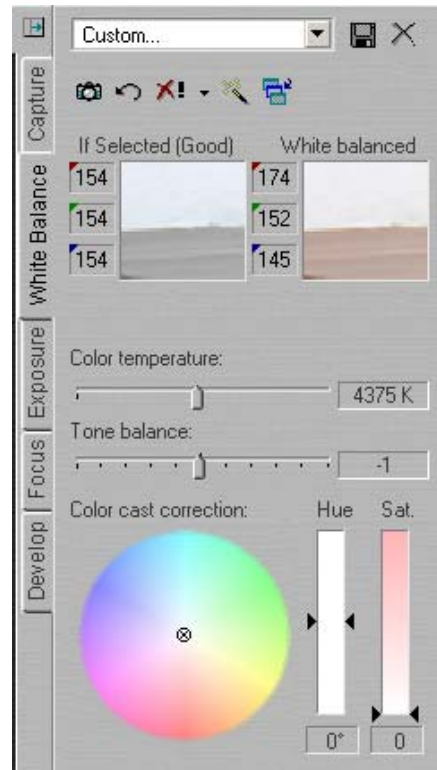 Custom...
Capture
White Balance
Exposure
Focus
Develop
If Selected (Good)
White balanced
154
174
154
152
154
145
Color temperature:
4375 K
Tone balance:
-1
Color cast correction:
Hue
Sat.
0°
0